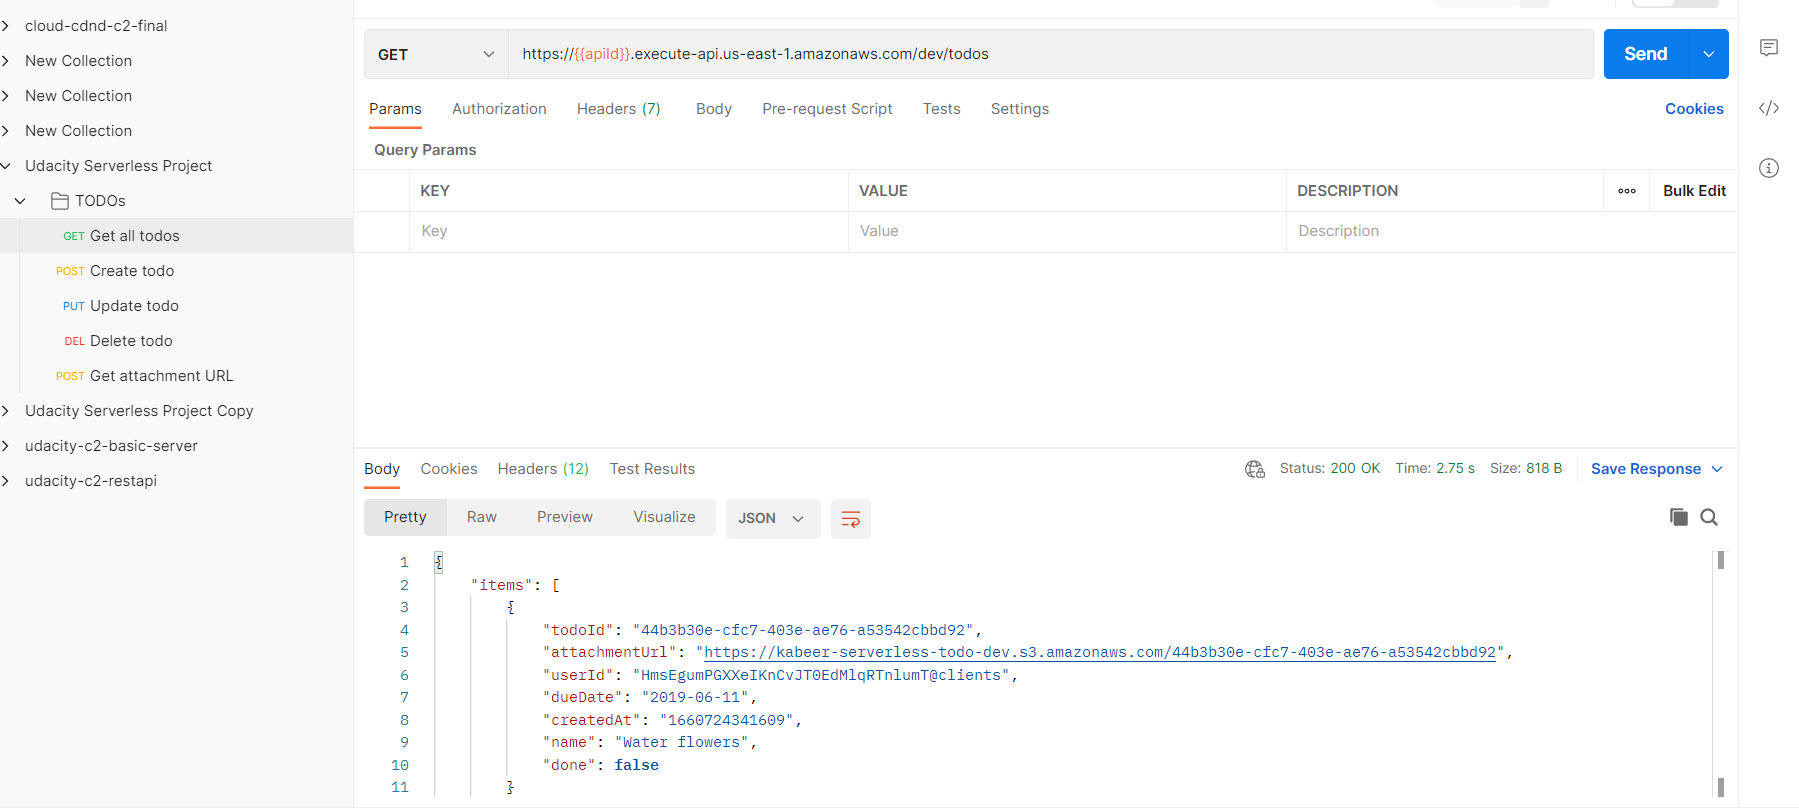 cloud-cdnd-c2-final
New Collection
New Collection
New Collection
Udacity Serverless Project
TODOs
GET Get all todos
POST Create todo
PUT Update todo
DEL Delete todo
POST Get attachment URL
Udacity Serverless Project Copy
udacity-c2-basic-server
udacity-c2-restapi
GET https://{{apiId}}.execute-api.us-east-1.amazonaws.com/dev/todos Send
Params Authorization Headers (7) Body Pre-request Script Tests Settings Cookies
Query Params
KEY VALUE DESCRIPTION ooo Bulk Edit
Key Value Description
Body Cookies Headers (12) Test Results Status: 200 OK Time: 2.75 s Size: 818 B Save Response
Pretty Raw Preview Visualize JSON
1 {
2 "items": [
3 {
4 "todoId": "44b3b30e-cfc7-403e-ae76-a53542cbbd92",
5 "attachmentUrl": "https://kabeer-serverless-todo-dev.s3.amazonaws.com/44b3b30e-cfc7-403e-ae76-a53542cbbd92",
6 "userId": "HmsEgumPGXXeIKnCvJT0EdMlqRTnlumT@clients",
7 "dueDate": "2019-06-11",
8 "createdAt": "1660724341609",
9 "name": "Water flowers",
10 "done": false
11 }